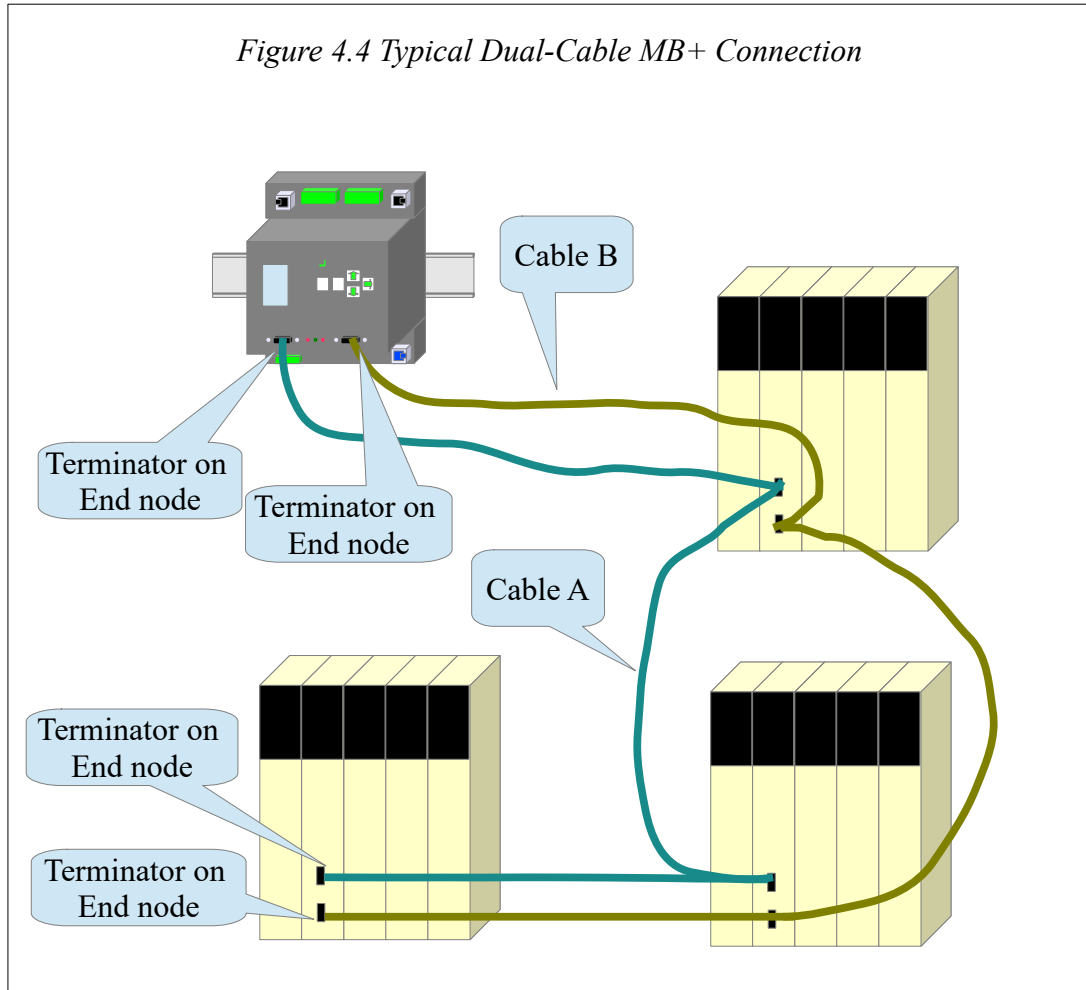 Figure 4.4 Typical Dual-Cable MB+ Connection
Cable B
Terminator on
End node
Terminator on
End node
Cable A
Terminator on
End node
Terminator on
End node